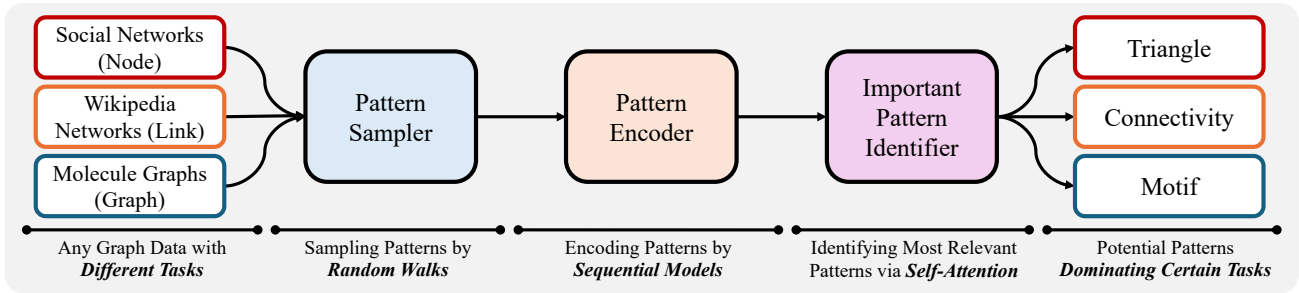 Social Networks
(Node)
Wikipedia
Networks (Link)
Molecule Graphs
(Graph)
Pattern
Sampler
Pattern
Encoder
Important
Pattern
Identifier
Triangle
Connectivity
Motif
Any Graph Data with
Different Tasks
Sampling Patterns by
Random Walks
Encoding Patterns by
Sequential Models
Identifying Most Relevant
Patterns via Self-Attention
Potential Patterns
Dominating Certain Tasks